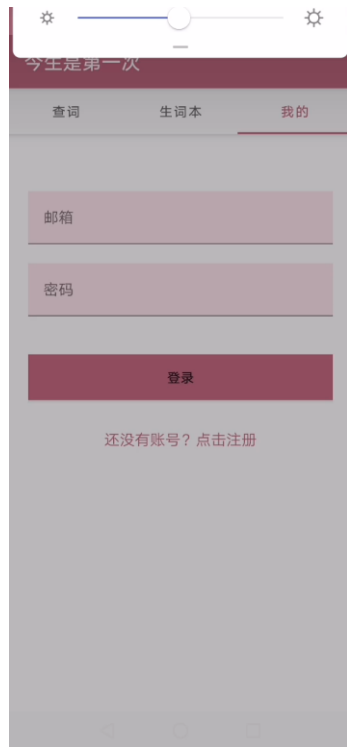 今生是第一次
查词 生词本 我的
邮箱
密码
登录
还没有账号？点击注册